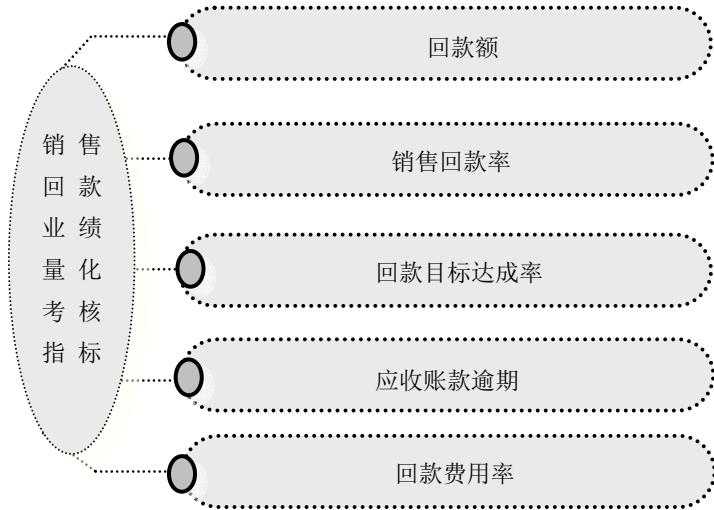 销售
回款
业绩
量化
考核
指标
回款额
销售回款率
回款目标达成率
应收账款逾期
回款费用率